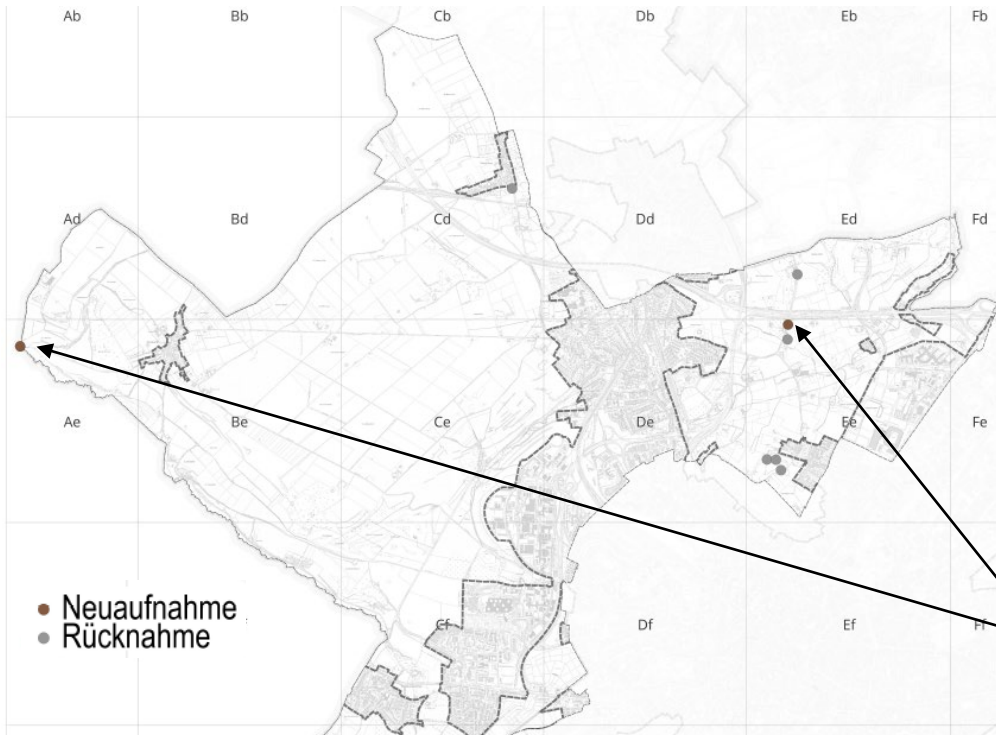 Ab Bb Cb Db Eb Fb
Ad Bd Cd Dd Ed Fd
Ae Be Ce De Ee Fe
Neuaufnahme
Rücknahme
Cf Df Ef Ff